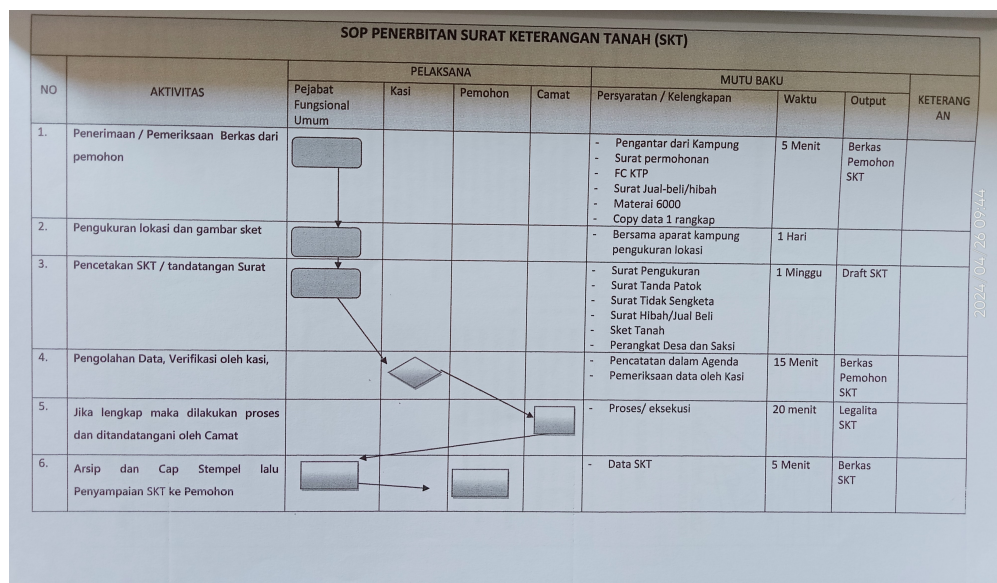 SOP PENERBITAN SURAT KETERANGAN TANAH (SKT)
NO
AKTIVITAS
PELAKSANA
MUTU BAKU
KETERANG
AN
Pejabat
Fungsional
Umum
Kasi
Pemohon
Camat
Persyaratan / Kelengkapan
Waktu
Output
1.
Penerimaan / Pemeriksaan Berkas dari
pemohon
- Pengantar dari Kampung
- Surat permohonan
- FC KTP
- Surat Jual-beli/hibah
- Materai 6000
- Copy data 1 rangkap
5 Menit
Berkas
Pemohon
SKT
2.
Pengukuran lokasi dan gambar sket
- Bersama aparat kampung
pengukuran lokasi
1 Hari
3.
Pencetakan SKT / tandatangan Surat
- Surat Pengukuran
- Surat Tanda Patok
- Surat Tidak Sengketa
- Surat Hibah/Jual Beli
- Sket Tanah
- Perangkat Desa dan Saksi
1 Minggu
Draft SKT
4.
Pengolahan Data, Verifikasi oleh kasi,
- Pencatatan dalam Agenda
- Pemeriksaan data oleh Kasi
15 Menit
Berkas
Pemohon
SKT
5.
Jika lengkap maka dilakukan proses
dan ditandatangani oleh Camat
- Proses/ eksekusi
20 menit
Legalita
SKT
6.
Arsip dan Cap Stempel lalu
Penyampaian SKT ke Pemohon
- Data SKT
5 Menit
Berkas
SKT
2024.04.26 09:44